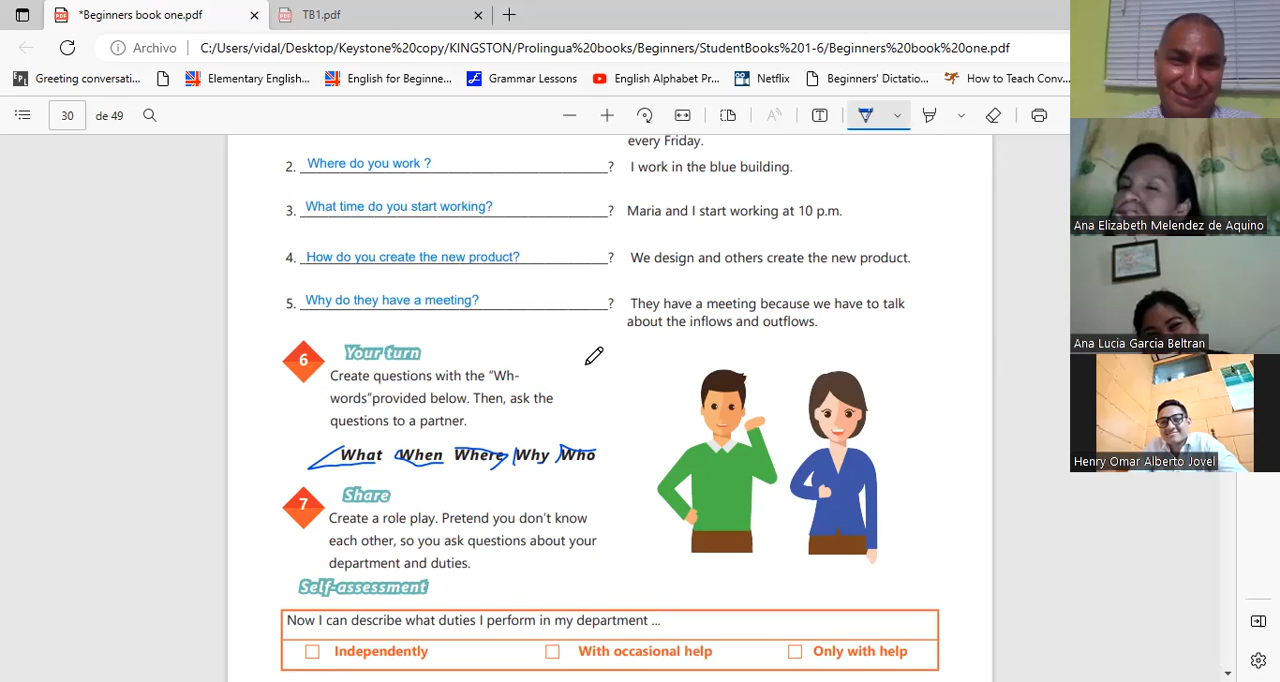 *Beginners book one.pdf
TB1.pdf
Archivo
C:/Users/vidal/Desktop/Keystone%20copy/KINGSTON/Prolingua%20books/Beginners/StudentBooks%201-6/Beginners%20book%20one.pdf
Greeting conversati...
Elementary English...
English for Beginne...
Grammar Lessons
English Alphabet Pr...
Netflix
Beginners' Dictatio...
How to Teach Conv...
30
de 49
every Friday.
2. Where do you work ? ? I work in the blue building.
3. What time do you start working? ? Maria and I start working at 10 p.m.
4. How do you create the new product? ? We design and others create the new product.
5. Why do they have a meeting? ? They have a meeting because we have to talk
about the inflows and outflows.
6 Your turn
Create questions with the "Wh-
words"provided below. Then, ask the
questions to a partner.
What When Where Why Who
7 Share
Create a role play. Pretend you don't know
each other, so you ask questions about your
department and duties.
Self-assessment
Now I can describe what duties I perform in my department ...
Independently With occasional help Only with help
Ana Elizabeth Melendez de Aquino
Ana Lucia Garcia Beltran
Henry Omar Alberto Jovel